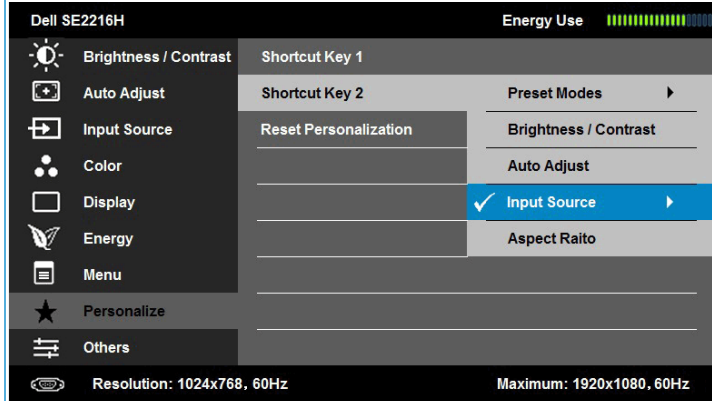 Dell SE2216H Energy Use
Brightness / Contrast Shortcut Key 1
Auto Adjust Shortcut Key 2 Preset Modes
Input Source Reset Personalization Brightness / Contrast
Color Auto Adjust
Display Input Source
Energy Aspect Raito
Menu
Personalize
Others
Resolution: 1024x768, 60Hz Maximum: 1920x1080, 60Hz